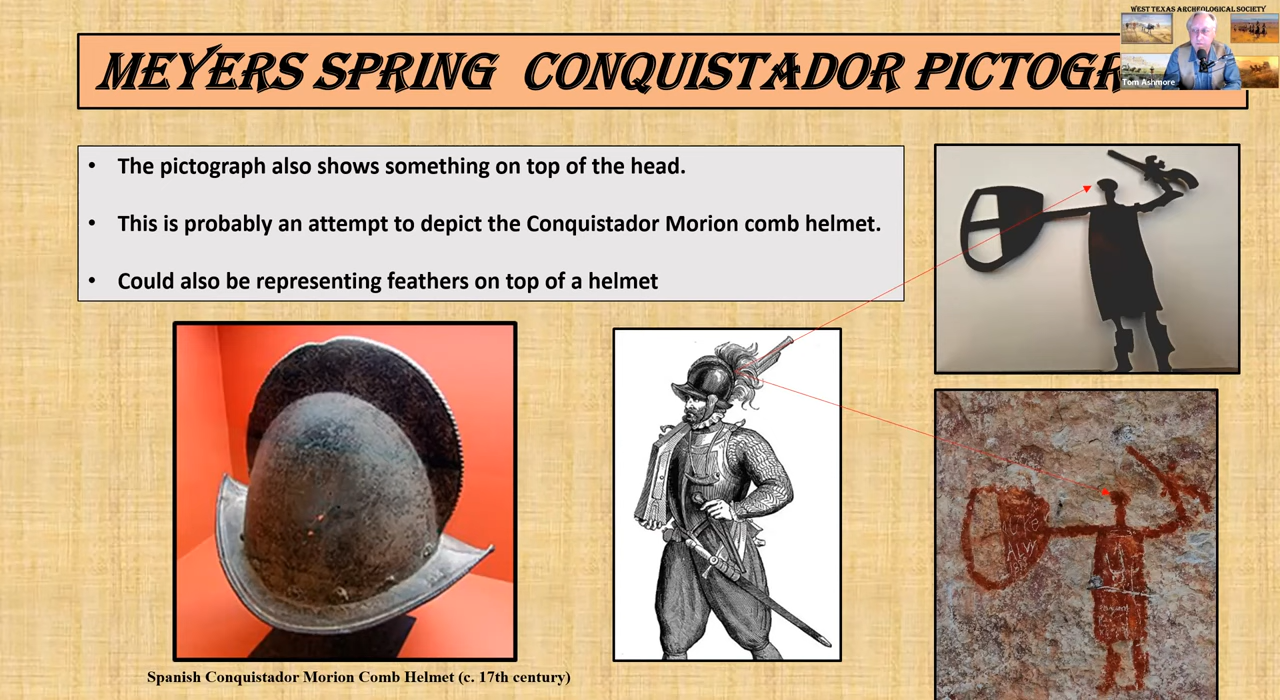 WEST TEXAS ARCHEOLOGICAL SOCIETY
Tom Ashmore
MEYERS SPRING CONQUISTADOR
• The pictograph also shows something on top of the head.
• This is probably an attempt to depict the Conquistador Morion comb helmet.
• Could also be representing feathers on top of a helmet
ALVY
Spanish Conquistador Morion Comb Helmet (c. 17th century)